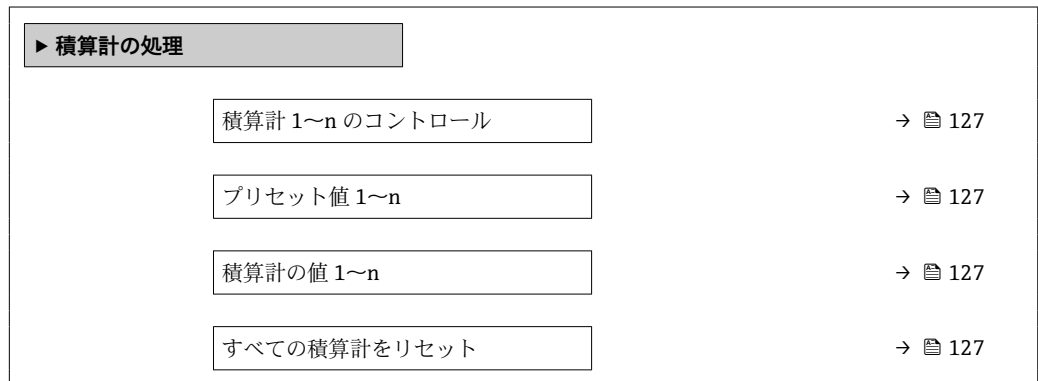 ▶ 積算計の処理
積算計 1～n のコントロール → 127
プリセット値 1～n → 127
積算計の値 1～n → 127
すべての積算計をリセット → 127